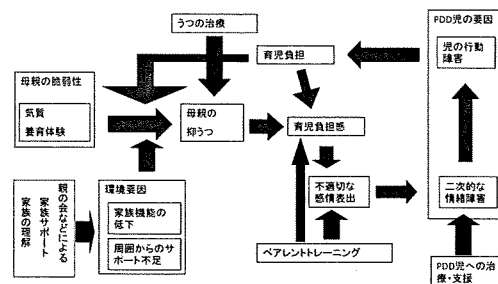 うつの治療
PDD児の要因
育児負担
児の行動
障害
母親の脆弱性
気質
養育体験
母親の
抑うつ
育児負担感
親の会などによる
家族サポート
家族の理解
環境要因
家族機能の
低下
周囲からのサ
ポート不足
不適切な
感情表出
二次的な
情緒障害
ペアレントトレーニング
PDD児への治
療・支援